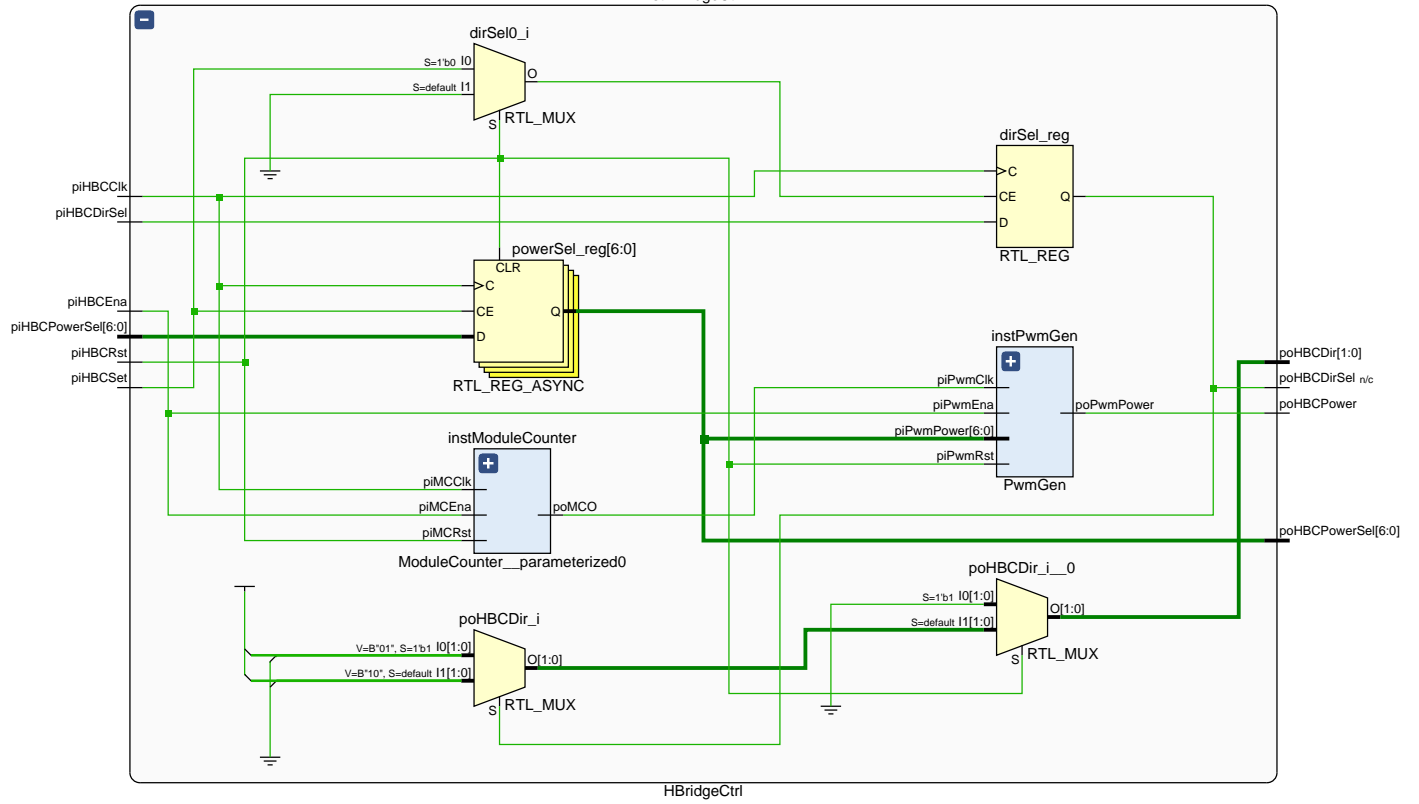 dirSel0_i
S=1'b0 I0
S=default I1
O
S
RTL_MUX
dirSel_reg
C
CE
D
Q
RTL_REG
piHBCClk
piHBCDirSel
piHBCEna
piHBCPowerSel[6:0]
piHBCRst
piHBCSet
powerSel_reg[6:0]
CLR
C
CE
D
Q
RTL_REG_ASYNC
instPwmGen
piPwmClk
piPwmEna
piPwmPower[6:0]
piPwmRst
poPwmPower
PwmGen
poHBCDir[1:0]
poHBCDirSel n/c
poHBCPower
poHBCPowerSel[6:0]
instModuleCounter
piMCClk
piMCEna
piMCRst
poMCO
ModuleCounter__parameterized0
poHBCDir_i__0
S=1'b1 I0[1:0]
S=default I1[1:0]
O[1:0]
S
RTL_MUX
poHBCDir_i
V=B"01", S=1'b1 I0[1:0]
V=B"10", S=default I1[1:0]
O[1:0]
S
RTL_MUX
HBridgeCtrl